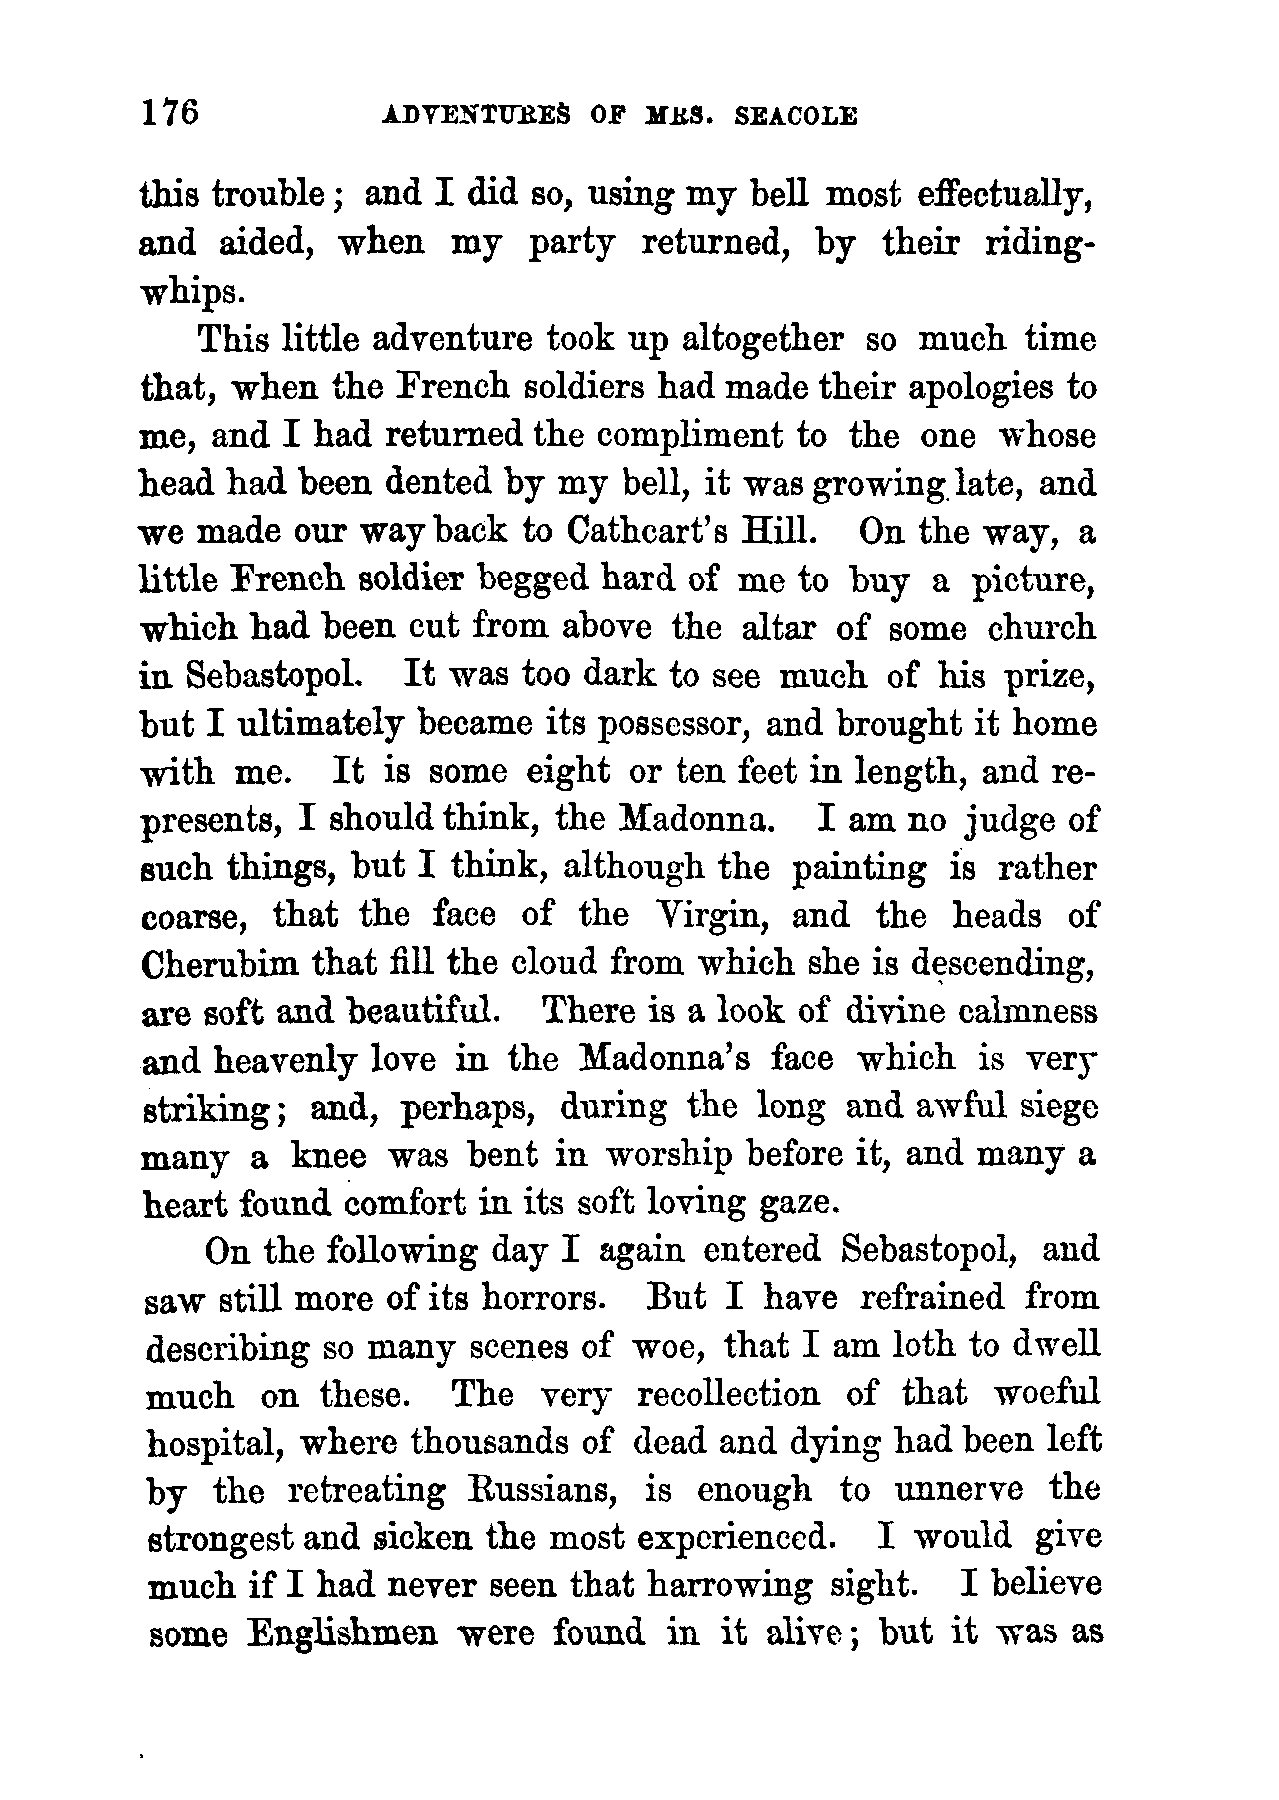 176 ADVENTURES OF MRS. SEACOLE
this trouble; and I did so, using my bell most effectually,
and aided, when my party returned, by their riding-
whips.
This little adventure took up altogether so much time
that, when the French soldiers had made their apologies to
me, and I had returned the compliment to the one whose
head had been dented by my bell, it was growing late, and
we made our way back to Cathcart's Hill. On the way, a
little French soldier begged hard of me to buy a picture,
which had been cut from above the altar of some church
in Sebastopol. It was too dark to see much of his prize,
but I ultimately became its possessor, and brought it home
with me. It is some eight or ten feet in length, and re-
presents, I should think, the Madonna. I am no judge of
such things, but I think, although the painting is rather
coarse, that the face of the Virgin, and the heads of
Cherubim that fill the cloud from which she is descending,
are soft and beautiful. There is a look of divine calmness
and heavenly love in the Madonna's face which is very
striking; and, perhaps, during the long and awful siege
many a knee was bent in worship before it, and many a
heart found comfort in its soft loving gaze.
On the following day I again entered Sebastopol, and
saw still more of its horrors. But I have refrained from
describing so many scenes of woe, that I am loth to dwell
much on these. The very recollection of that woeful
hospital, where thousands of dead and dying had been left
by the retreating Russians, is enough to unnerve the
strongest and sicken the most experienced. I would give
much if I had never seen that harrowing sight. I believe
some Englishmen were found in it alive; but it was as